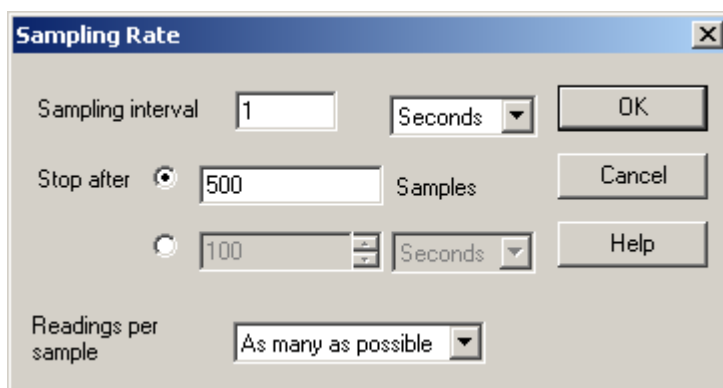 Sampling Rate
Sampling interval 1 Seconds OK
Stop after 500 Samples Cancel
100 Seconds Help
Readings per
sample As many as possible